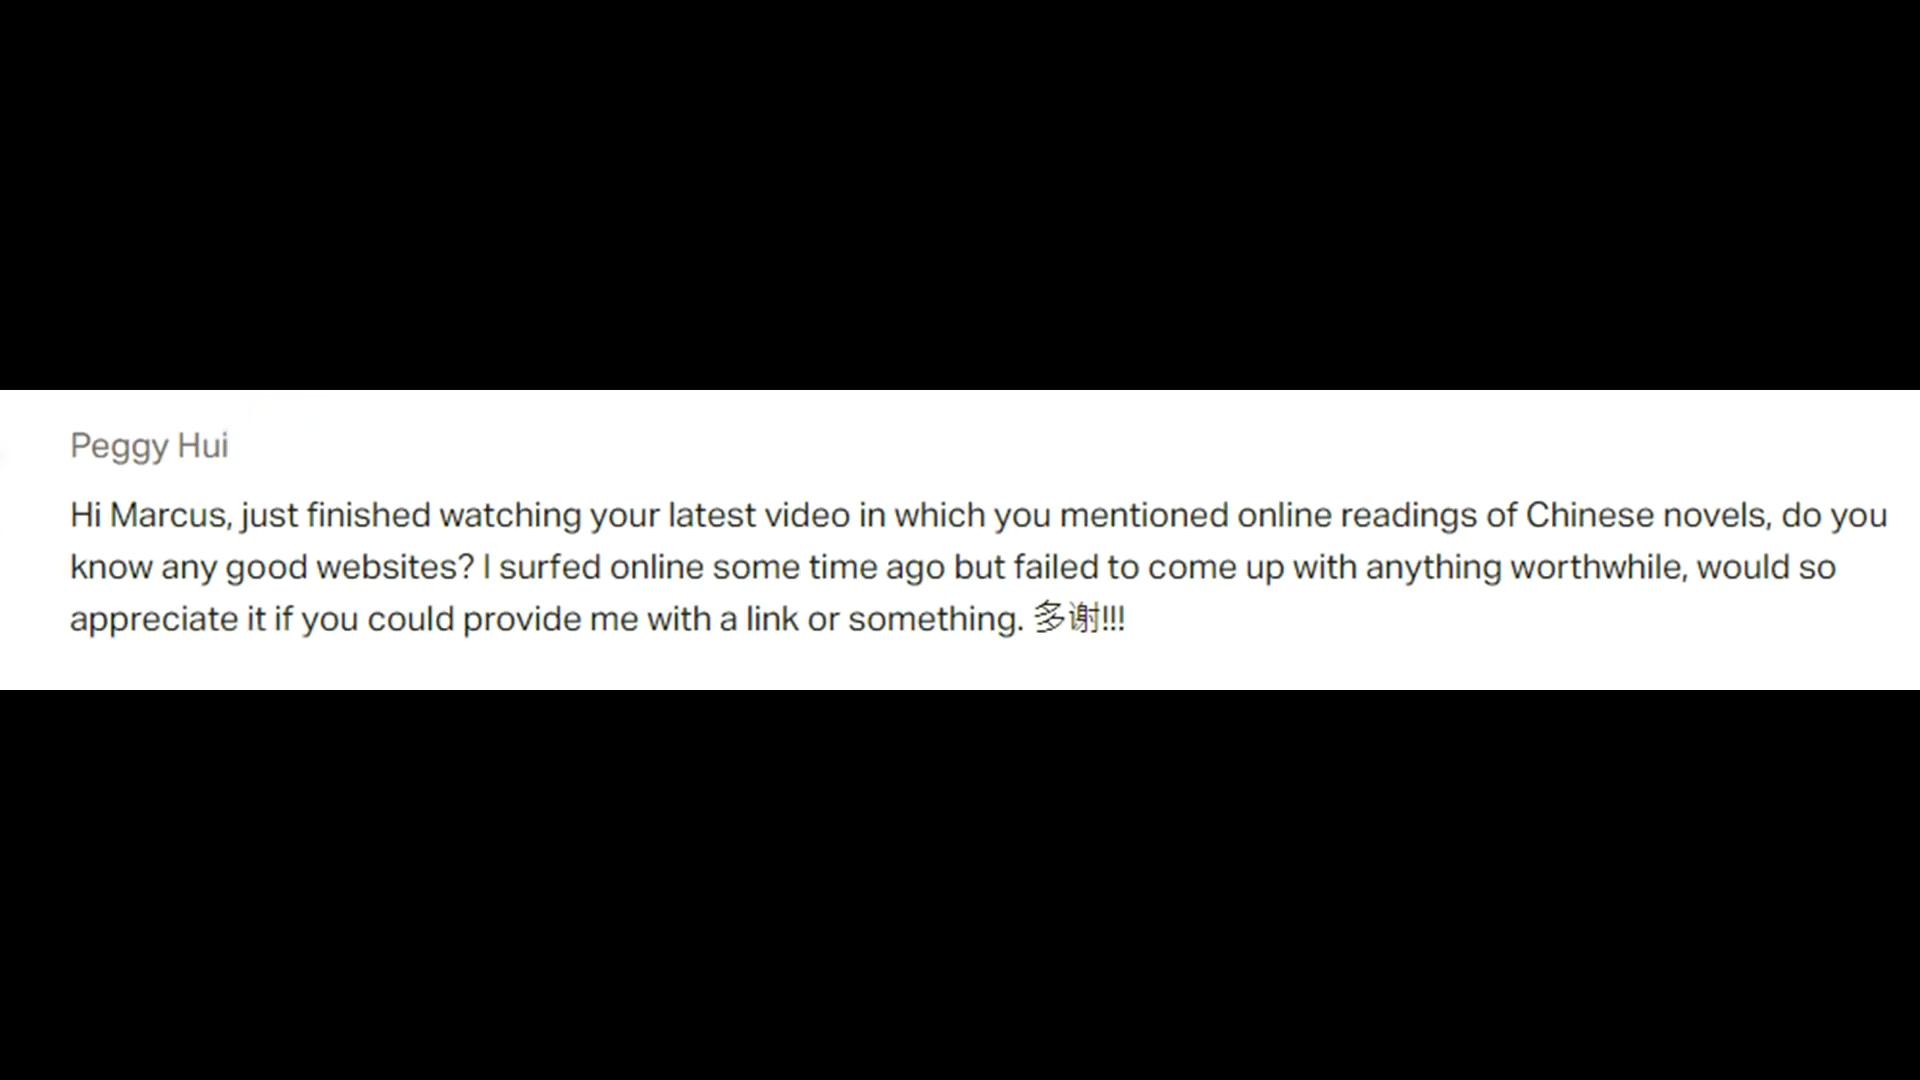 Peggy Hui
Hi Marcus, just finished watching your latest video in which you mentioned online readings of Chinese novels, do you
know any good websites? I surfed online some time ago but failed to come up with anything worthwhile, would so
appreciate it if you could provide me with a link or something. 多谢!!!